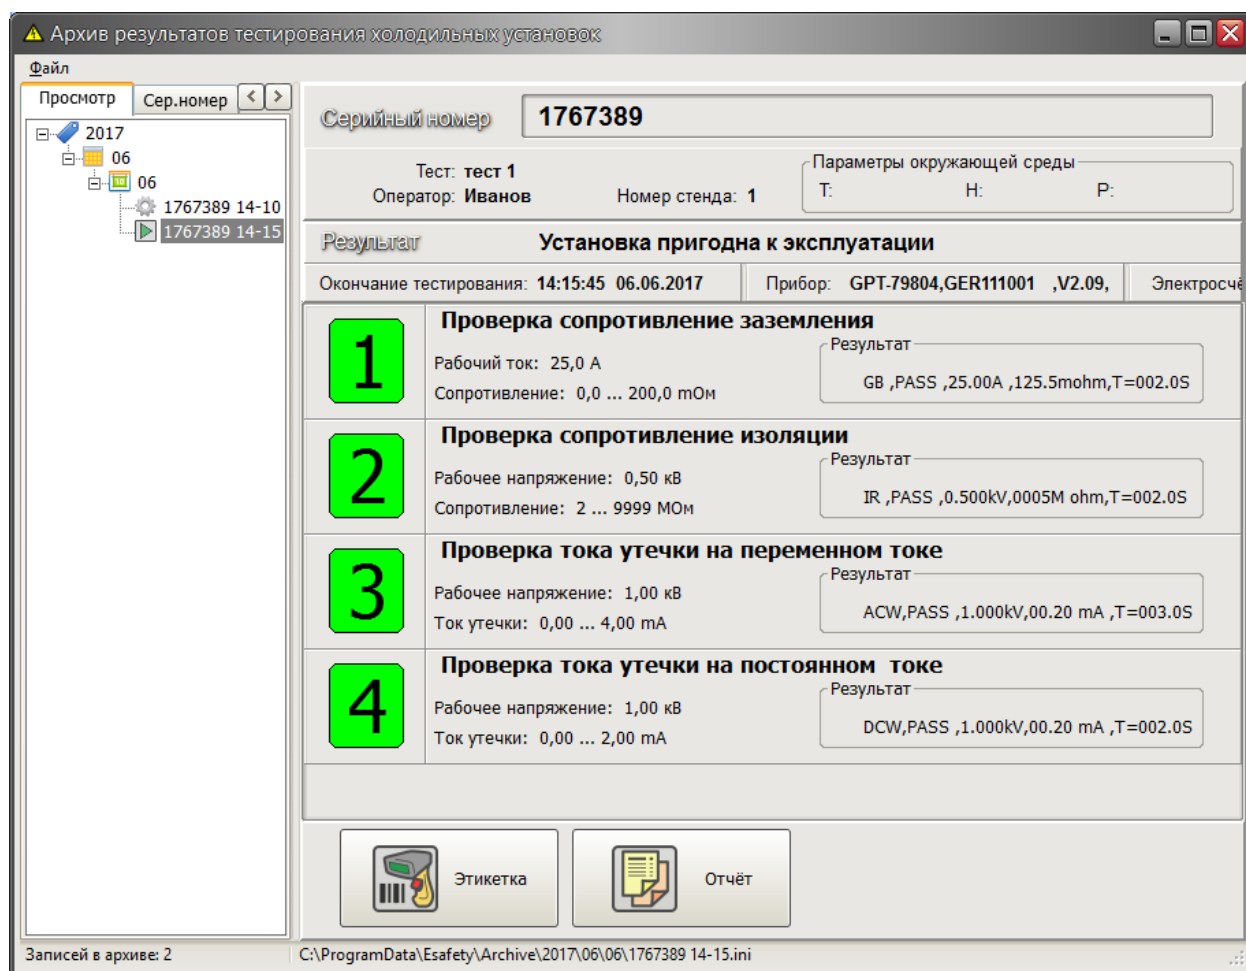 Архив результатов тестирования холодильных установок
Файл
Просмотр Сер.номер
2017
06
06
1767389 14-10
1767389 14-15
Серийный номер 1767389
Тест: тест 1
Оператор: Иванов Номер стенда: 1
Параметры окружающей среды
T: H: P:
Результат Установка пригодна к эксплуатации
Окончание тестирования: 14:15:45 06.06.2017 Прибор: GPT-79804,GER111001 ,V2.09, Электросчё
1
Проверка сопротивление заземления
Рабочий ток: 25,0 А
Сопротивление: 0,0 ... 200,0 mОм
Результат
GB ,PASS ,25.00A ,125.5mohm,T=002.0S
2
Проверка сопротивление изоляции
Рабочее напряжение: 0,50 кВ
Сопротивление: 2 ... 9999 МОм
Результат
IR ,PASS ,0.500kV,0005M ohm,T=002.0S
3
Проверка тока утечки на переменном токе
Рабочее напряжение: 1,00 кВ
Ток утечки: 0,00 ... 4,00 mA
Результат
ACW,PASS ,1.000kV,00.20 mA ,T=003.0S
4
Проверка тока утечки на постоянном токе
Рабочее напряжение: 1,00 кВ
Ток утечки: 0,00 ... 2,00 mA
Результат
DCW,PASS ,1.000kV,00.20 mA ,T=002.0S
Этикетка Отчёт
Записей в архиве: 2 C:\ProgramData\Esafety\Archive\2017\06\06\1767389 14-15.ini